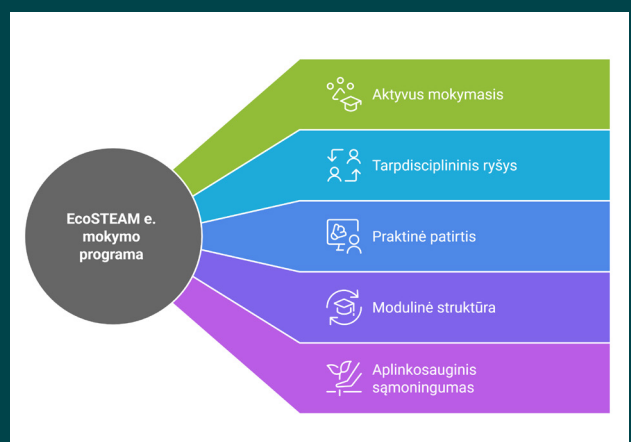 EcoSTEAM e.
mokymo
programa
Aktyvus mokymasis
Tarpdisciplininis ryšys
Praktinė patirtis
Modulinė struktūra
Aplinkosauginis
sąmoningumas